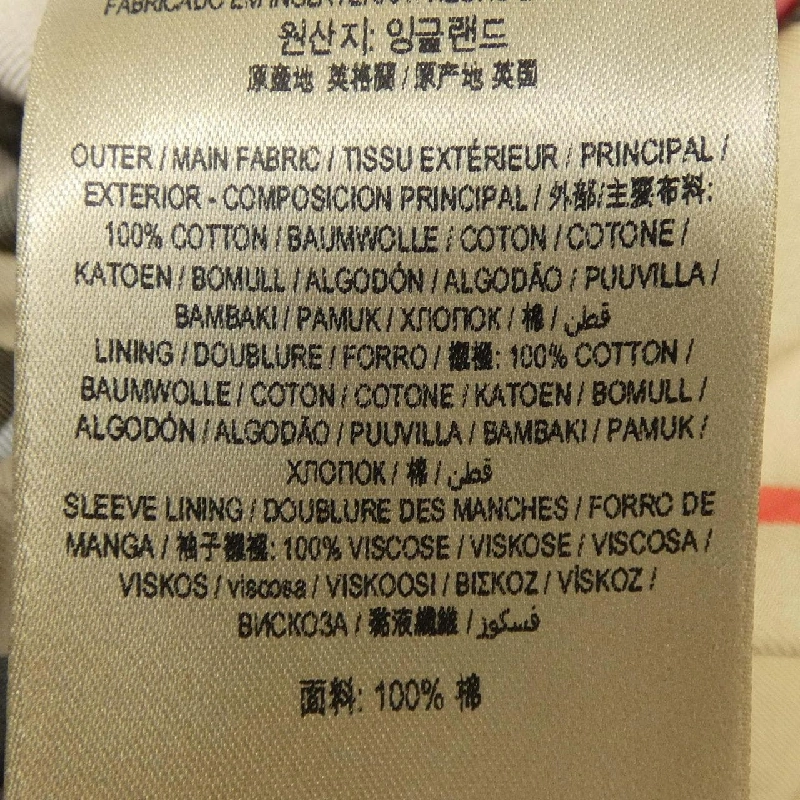 원산지: 잉글랜드
原産地 英格蘭 / 原产地 英国
OUTER / MAIN FABRIC / TISSU EXTÉRIEUR / PRINCIPAL /
EXTERIOR - COMPOSICION PRINCIPAL / 外部/主要布料:
100% COTTON / BAUMWOLLE / COTON / COTONE /
KATOEN / BOMULL / ALGODÓN / ALGODÃO / PUUVILLA /
BAMBAKI / PAMUK / ХЛОПОК / 棉 / قطن
LINING / DOUBLURE / FORRO / 襯裡: 100% COTTON /
BAUMWOLLE / COTON / COTONE / KATOEN / BOMULL /
ALGODÓN / ALGODÃO / PUUVILLA / BAMBAKI / PAMUK /
ХЛОПОК / 棉 / قطن
SLEEVE LINING / DOUBLURE DES MANCHES / FORRO DE
MANGA / 袖子襯裡: 100% VISCOSE / VISKOSE / VISCOSA /
VISKOS / viscosa / VISKOOSI / ΒΙΣΚΟΖ / VİSKOZ /
ВИСКОЗА / 黏液纖維 / فسكوز
面料: 100% 棉